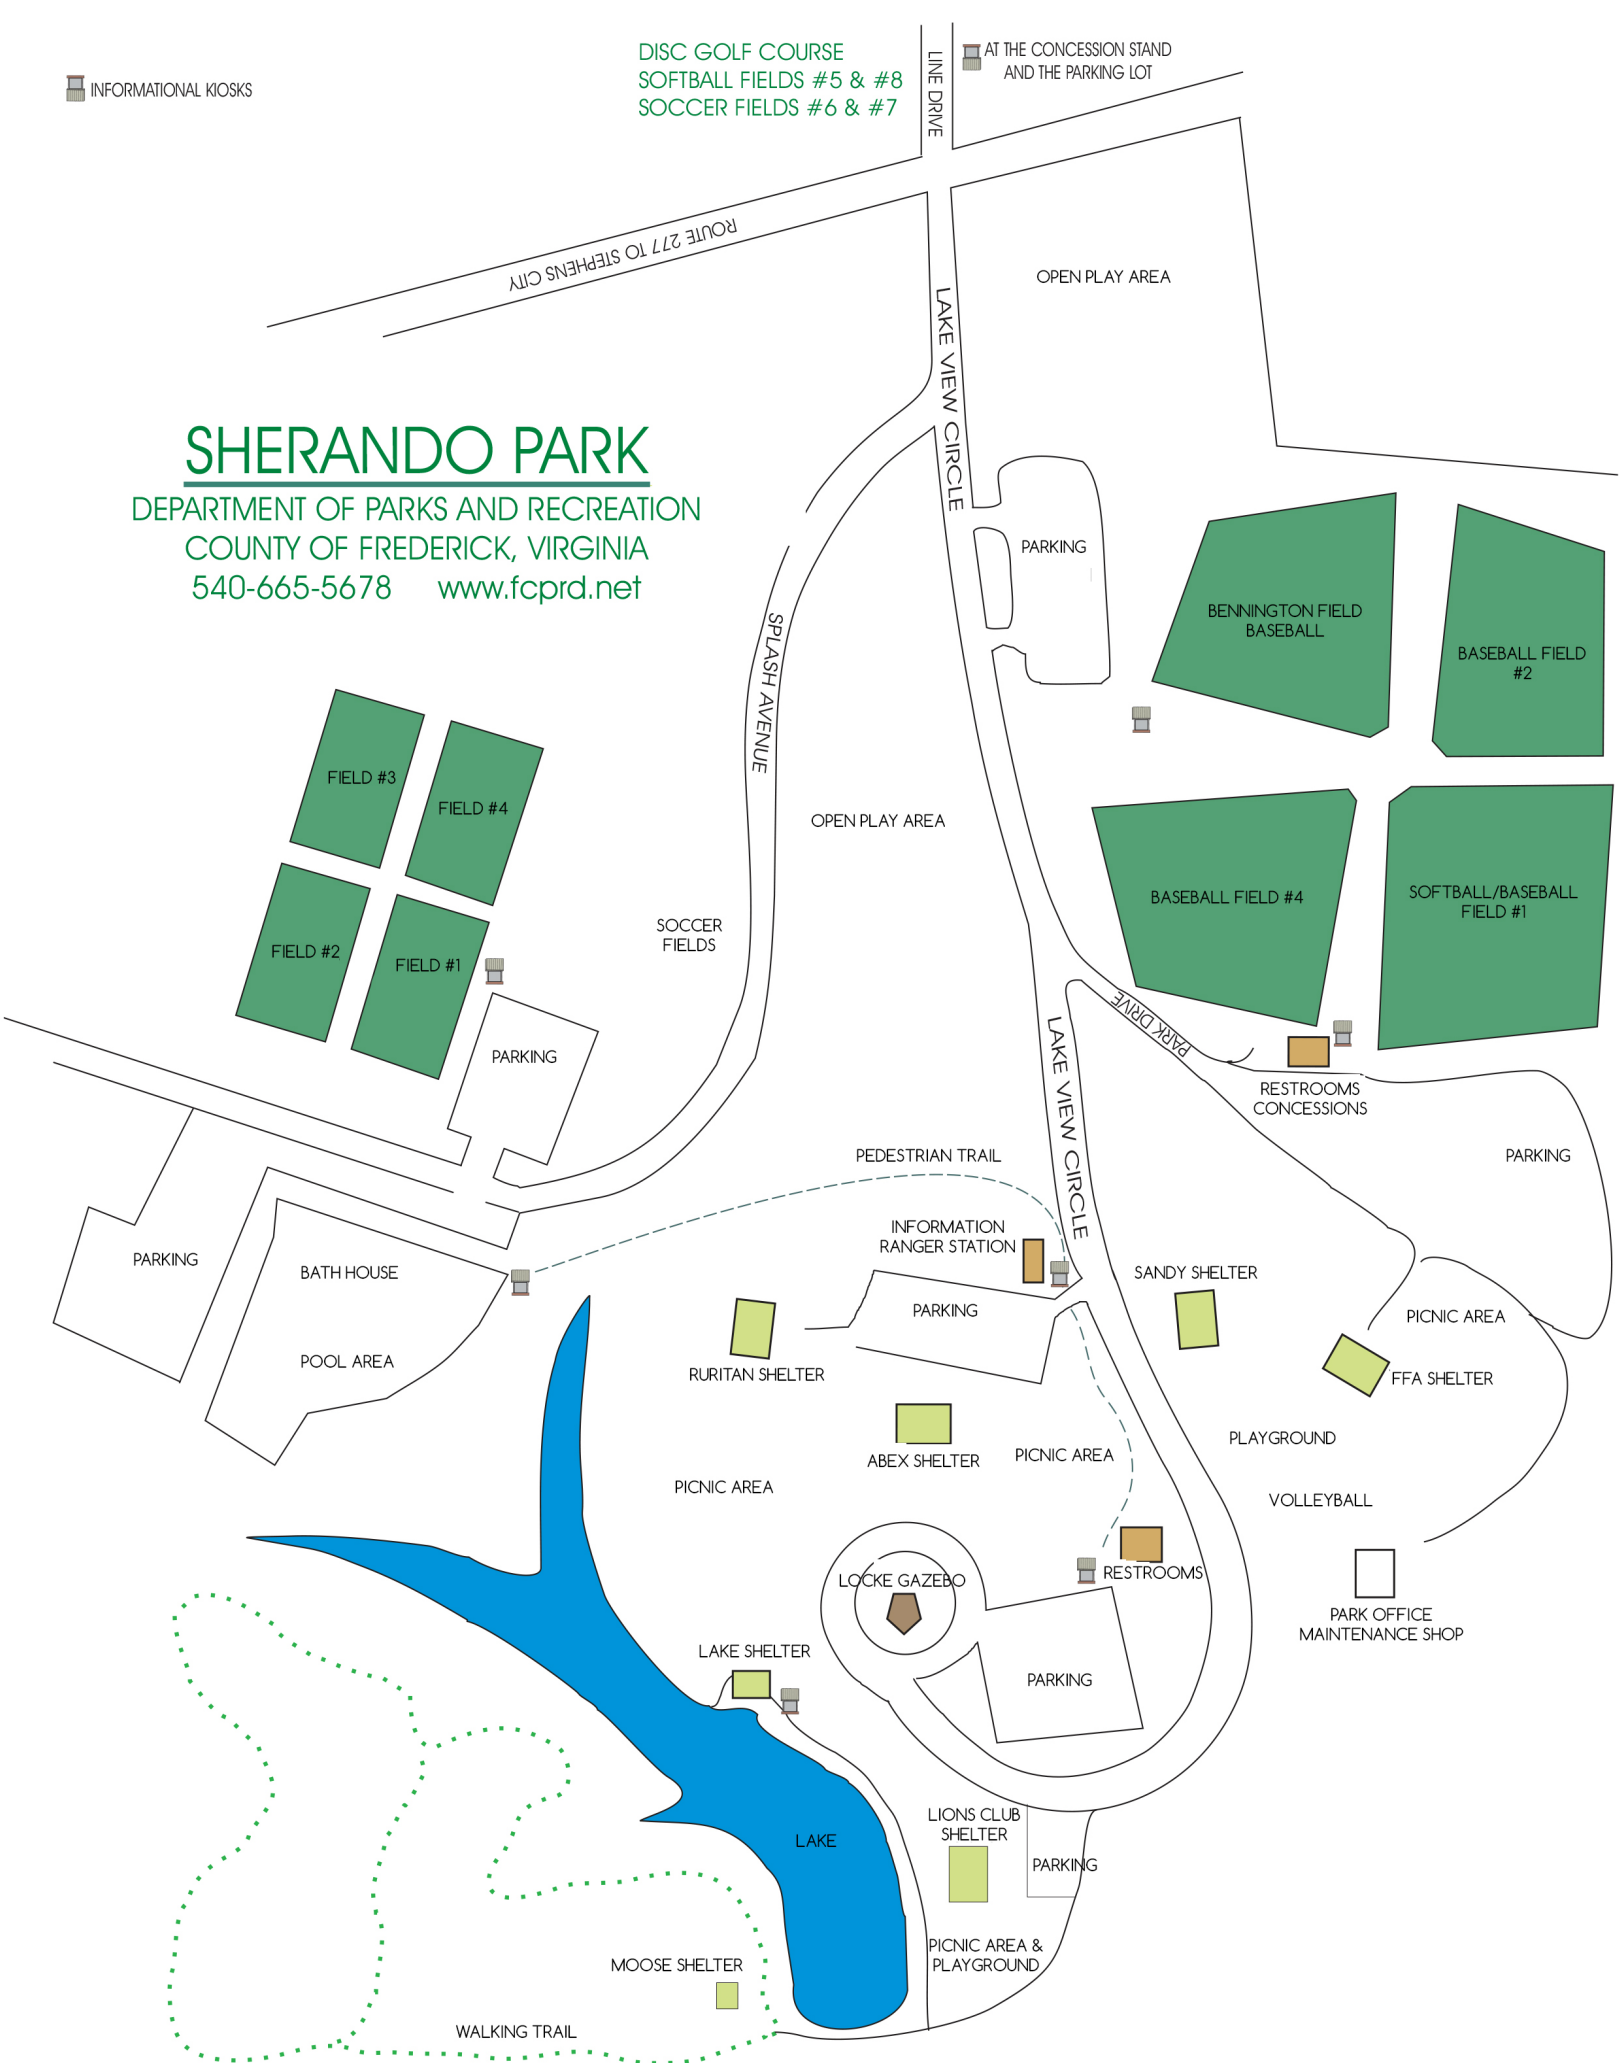 DISC GOLF COURSE
SOFTBALL FIELDS #5 & #8
SOCCER FIELDS #6 & #7
LINE DRIVE
AT THE CONCESSION STAND
AND THE PARKING LOT
INFORMATIONAL KIOSKS
ROUTE 277 TO STEPHENS CITY
OPEN PLAY AREA
LAKE VIEW CIRCLE
SHERANDO PARK
DEPARTMENT OF PARKS AND RECREATION
COUNTY OF FREDERICK, VIRGINIA
540-665-5678 www.fcprd.net
PARKING
BENNINGTON FIELD
BASEBALL
BASEBALL FIELD
#2
SPLASH AVENUE
FIELD #3
FIELD #4
OPEN PLAY AREA
BASEBALL FIELD #4
SOFTBALL/BASEBALL
FIELD #1
SOCCER
FIELDS
FIELD #2
FIELD #1
PARKING
PARK DRIVE
LAKE VIEW CIRCLE
RESTROOMS
CONCESSIONS
PARKING
PEDESTRIAN TRAIL
INFORMATION
RANGER STATION
PARKING
BATH HOUSE
SANDY SHELTER
PARKING
PICNIC AREA
POOL AREA
RURITAN SHELTER
FFA SHELTER
PLAYGROUND
ABEX SHELTER
PICNIC AREA
PICNIC AREA
VOLLEYBALL
LOCKE GAZEBO
RESTROOMS
PARK OFFICE
MAINTENANCE SHOP
LAKE SHELTER
PARKING
LIONS CLUB
SHELTER
LAKE
PARKING
PICNIC AREA &
PLAYGROUND
MOOSE SHELTER
WALKING TRAIL